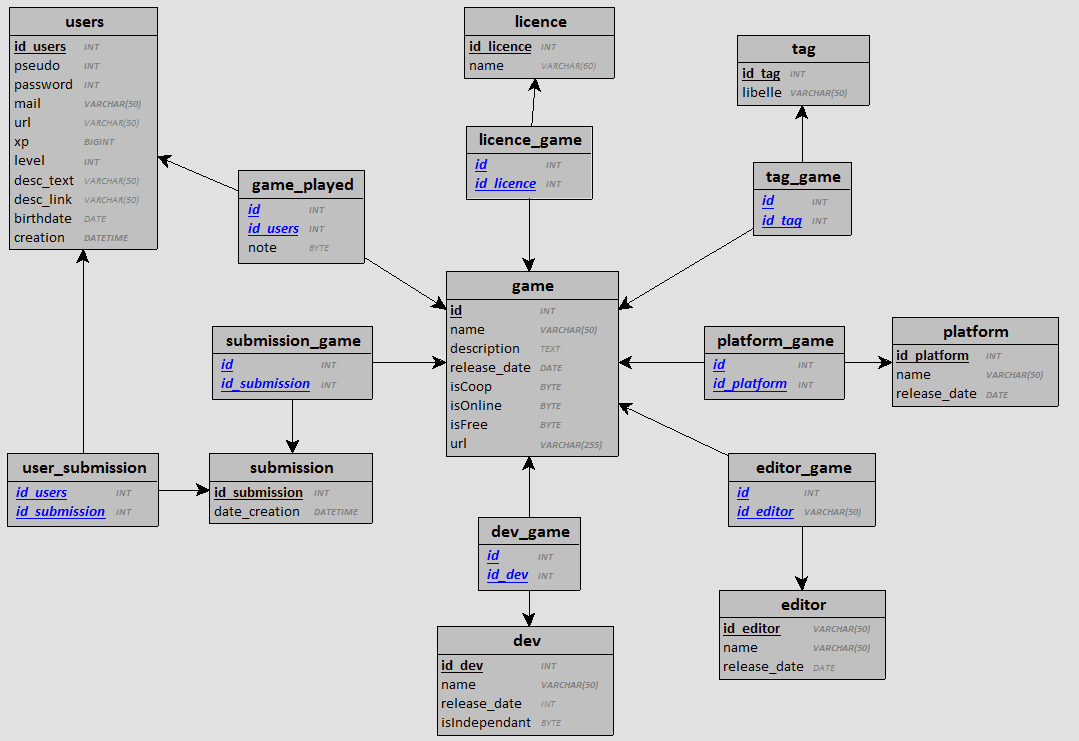 users
id_users INT
pseudo INT
password INT
mail VARCHAR(50)
url VARCHAR(50)
xp BIGINT
level INT
desc_text VARCHAR(50)
desc_link VARCHAR(50)
birthdate DATE
creation DATETIME
licence
id_licence INT
name VARCHAR(60)
tag
id_tag INT
libelle VARCHAR(50)
licence_game
id INT
id_licence INT
game_played
id INT
id_users INT
note BYTE
tag_game
id INT
id_tag INT
game
id INT
name VARCHAR(50)
description TEXT
release_date DATE
isCoop BYTE
isOnline BYTE
isFree BYTE
url VARCHAR(255)
submission_game
id INT
id_submission INT
platform_game
id INT
id_platform INT
platform
id_platform INT
name VARCHAR(50)
release_date DATE
user_submission
id_users INT
id_submission INT
submission
id_submission INT
date_creation DATETIME
editor_game
id INT
id_editor VARCHAR(50)
dev_game
id INT
id_dev INT
editor
id_editor VARCHAR(50)
name VARCHAR(50)
release_date DATE
dev
id_dev INT
name VARCHAR(50)
release_date INT
isIndependant BYTE